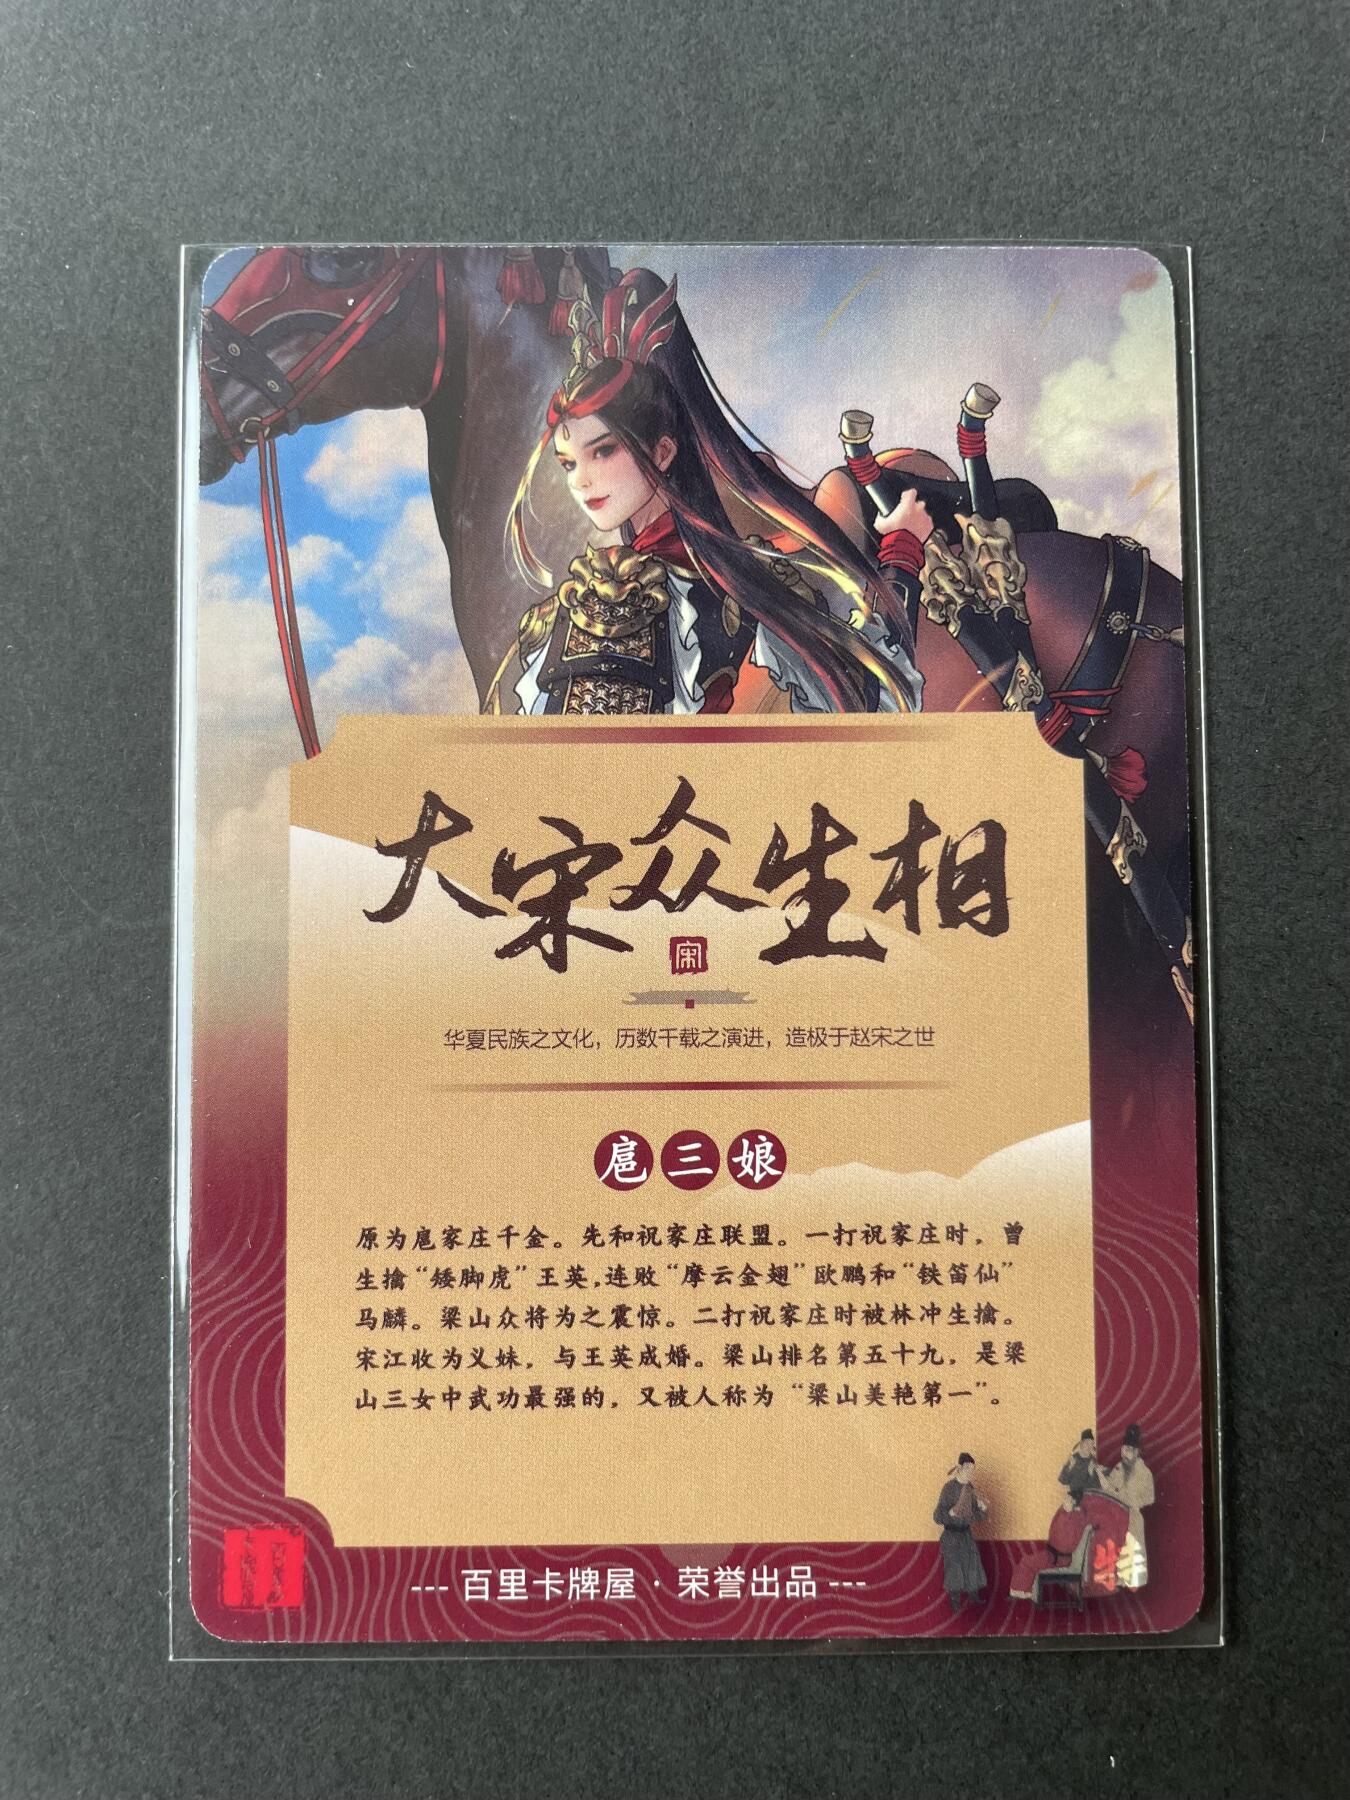 大宋众生相
宋
华夏民族之文化，历数千载之演进，造极于赵宋之世
扈三娘
原为扈家庄千金。先和祝家庄联盟。一打祝家庄时，曾
生擒“矮脚虎”王英,连败“摩云金翅”欧鹏和“铁笛仙”
马麟。梁山众将为之震惊。二打祝家庄时被林冲生擒。
宋江收为义妹，与王英成婚。梁山排名第五十九，是梁
山三女中武功最强的，又被人称为“梁山美艳第一”。
--- 百里卡牌屋 · 荣誉出品 ---
特